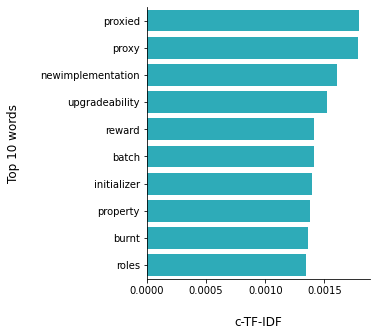 proxied
proxy
newimplementation
upgradeability
reward
batch
initializer
property
burnt
roles
Top 10 words
0.0000 0.0005 0.0010 0.0015
c-TF-IDF